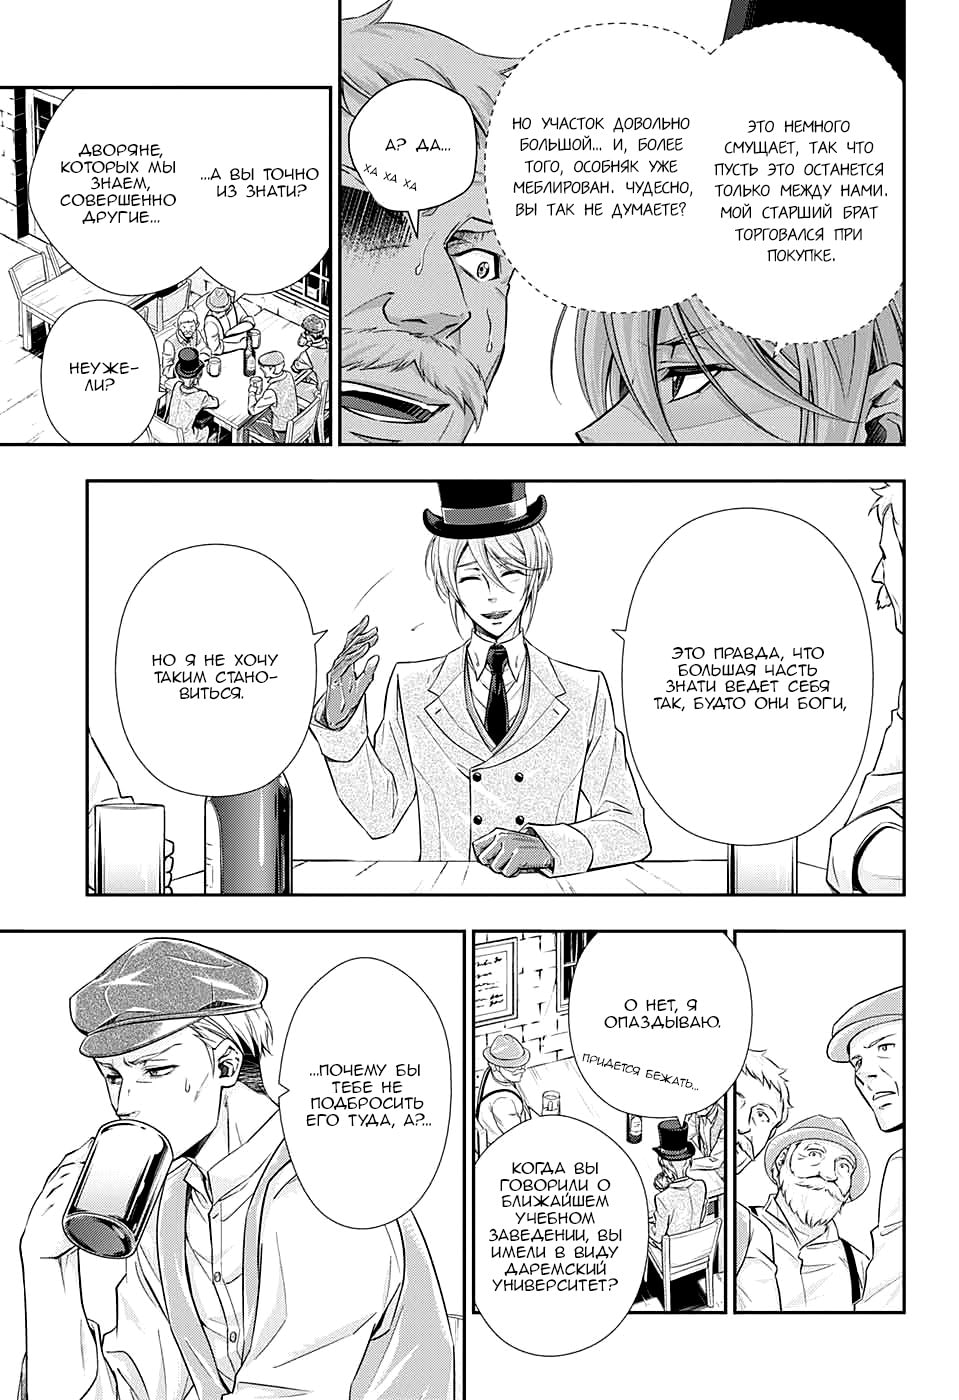 ЭТО НЕМНОГО
СМУЩАЕТ, ТАК ЧТО
ПУСТЬ ЭТО ОСТАНЕТСЯ
ТОЛЬКО МЕЖДУ НАМИ.
МОЙ СТАРШИЙ БРАТ
ТОРГОВАЛСЯ ПРИ
ПОКУПКЕ.
НО УЧАСТОК ДОВОЛЬНО
БОЛЬШОЙ... И, БОЛЕЕ
ТОГО, ОСОБНЯК УЖЕ
МЕБЛИРОВАН. ЧУДЕСНО,
ВЫ ТАК НЕ ДУМАЕТЕ?
А? ДА...
ХА ХА ХА
...А ВЫ ТОЧНО
ИЗ ЗНАТИ?
ДВОРЯНЕ,
КОТОРЫХ МЫ
ЗНАЕМ,
СОВЕРШЕННО
ДРУГИЕ...
НЕУЖЕ-
ЛИ?
ЭТО ПРАВДА, ЧТО
БОЛЬШАЯ ЧАСТЬ
ЗНАТИ ВЕДЕТ СЕБЯ
ТАК, БУДТО ОНИ БОГИ,
НО Я НЕ ХОЧУ
ТАКИМ СТАНО-
ВИТЬСЯ.
О НЕТ, Я
ОПАЗДЫВАЮ.
ПРИДЕТСЯ БЕЖАТЬ...
КОГДА ВЫ
ГОВОРИЛИ О
БЛИЖАЙШЕМ
УЧЕБНОМ
ЗАВЕДЕНИИ, ВЫ
ИМЕЛИ В ВИДУ
ДАРЕМСКИЙ
УНИВЕРСИТЕТ?
...ПОЧЕМУ БЫ
ТЕБЕ НЕ
ПОДБРОСИТЬ
ЕГО ТУДА, А?...